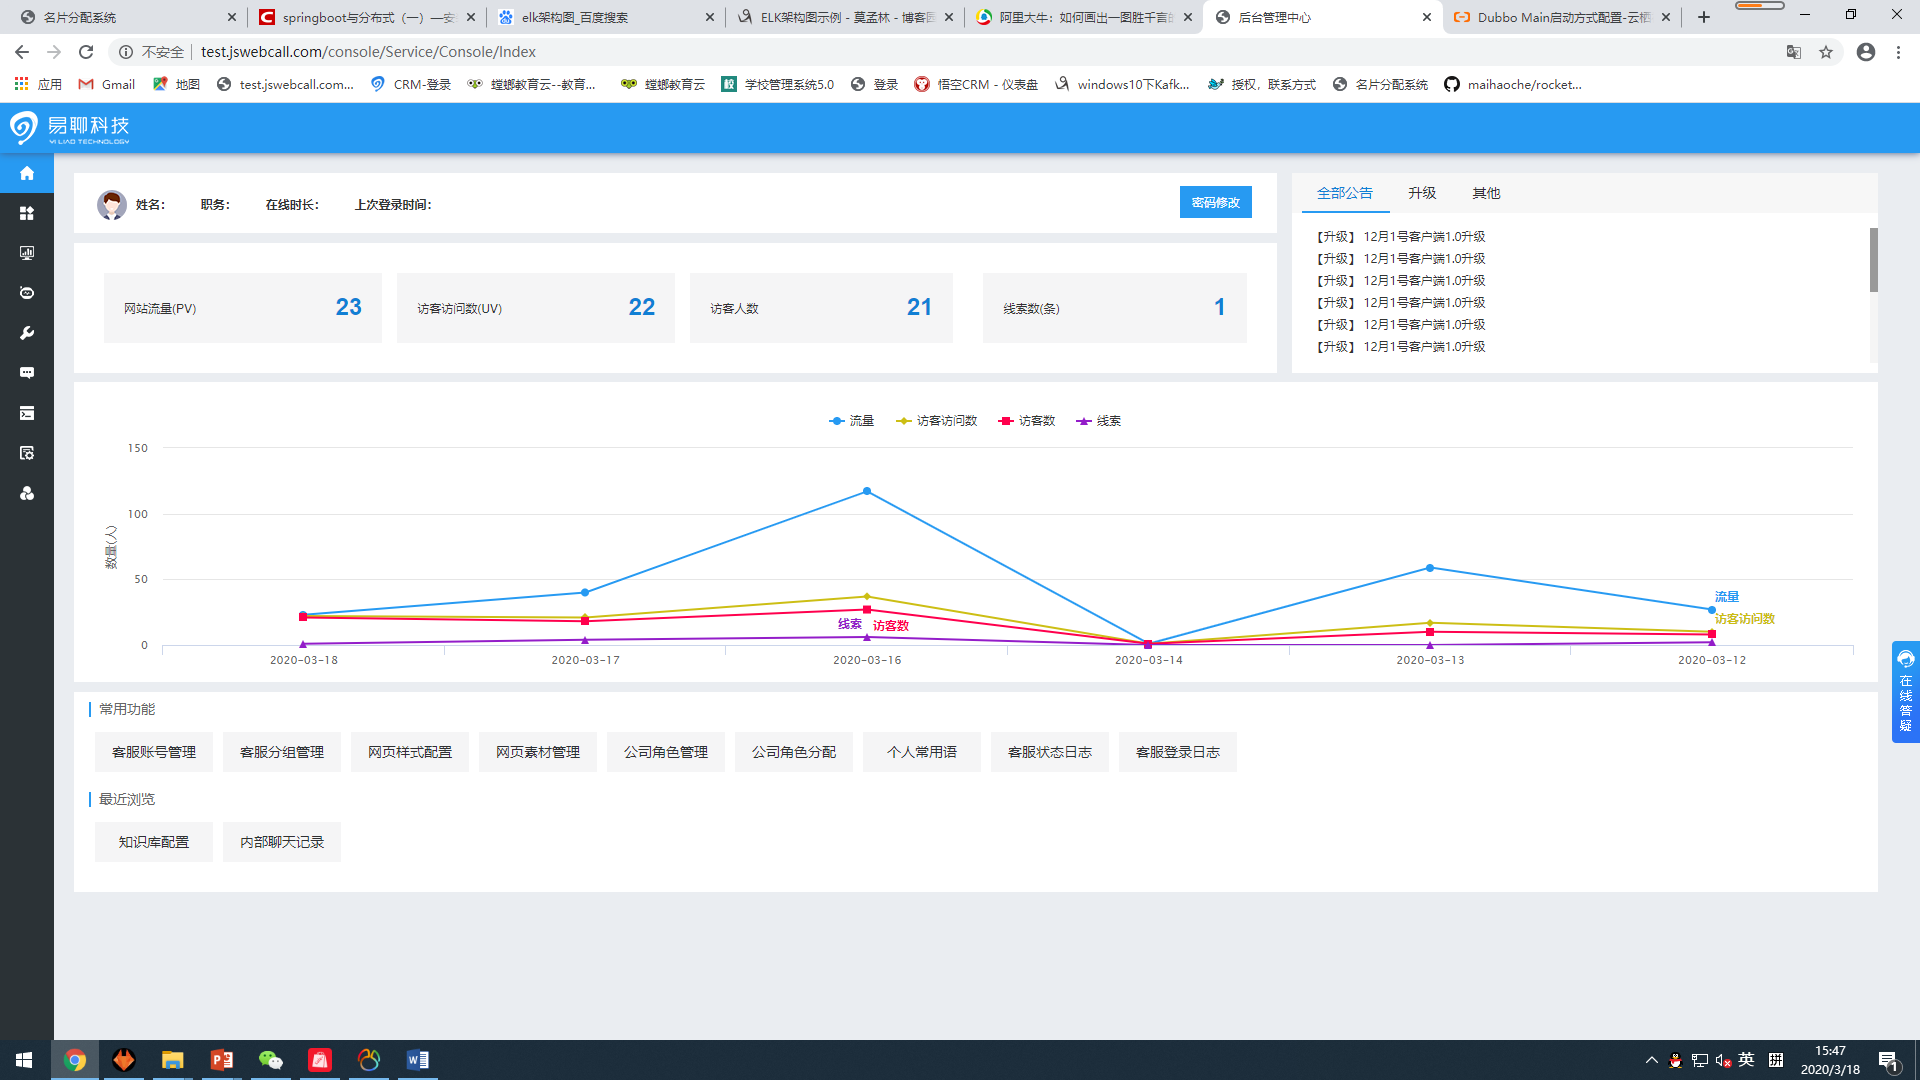 名片分配系统
springboot与分布式（一）—安
elk架构图_百度搜索
ELK架构图示例 - 莫孟林 - 博客园
阿里大牛：如何画出一图胜千言的
后台管理中心
Dubbo Main启动方式配置-云栖
不安全
test.jswebcall.com/console/Service/Console/Index
应用
Gmail
地图
test.jswebcall.com...
CRM-登录
螳螂教育云--教育...
螳螂教育云
学校管理系统5.0
登录
悟空CRM - 仪表盘
windows10下Kafk...
授权，联系方式
名片分配系统
maihaoche/rocket...
易聊科技
YI LIAO TECHNOLOGY
姓名： 职务： 在线时长： 上次登录时间：
密码修改
全部公告 升级 其他
【升级】 12月1号客户端1.0升级
【升级】 12月1号客户端1.0升级
【升级】 12月1号客户端1.0升级
【升级】 12月1号客户端1.0升级
【升级】 12月1号客户端1.0升级
【升级】 12月1号客户端1.0升级
网站流量(PV) 23
访客访问数(UV) 22
访客人数 21
线索数(条) 1
流量 访客访问数 访客数 线索
数量(人)
150
100
50
0
线索 访客数
流量
访客访问数
2020-03-18 2020-03-17 2020-03-16 2020-03-14 2020-03-13 2020-03-12
在线答疑
常用功能
客服账号管理 客服分组管理 网页样式配置 网页素材管理 公司角色管理 公司角色分配 个人常用语 客服状态日志 客服登录日志
最近浏览
知识库配置 内部聊天记录
英
拼
15:47
2020/3/18
1